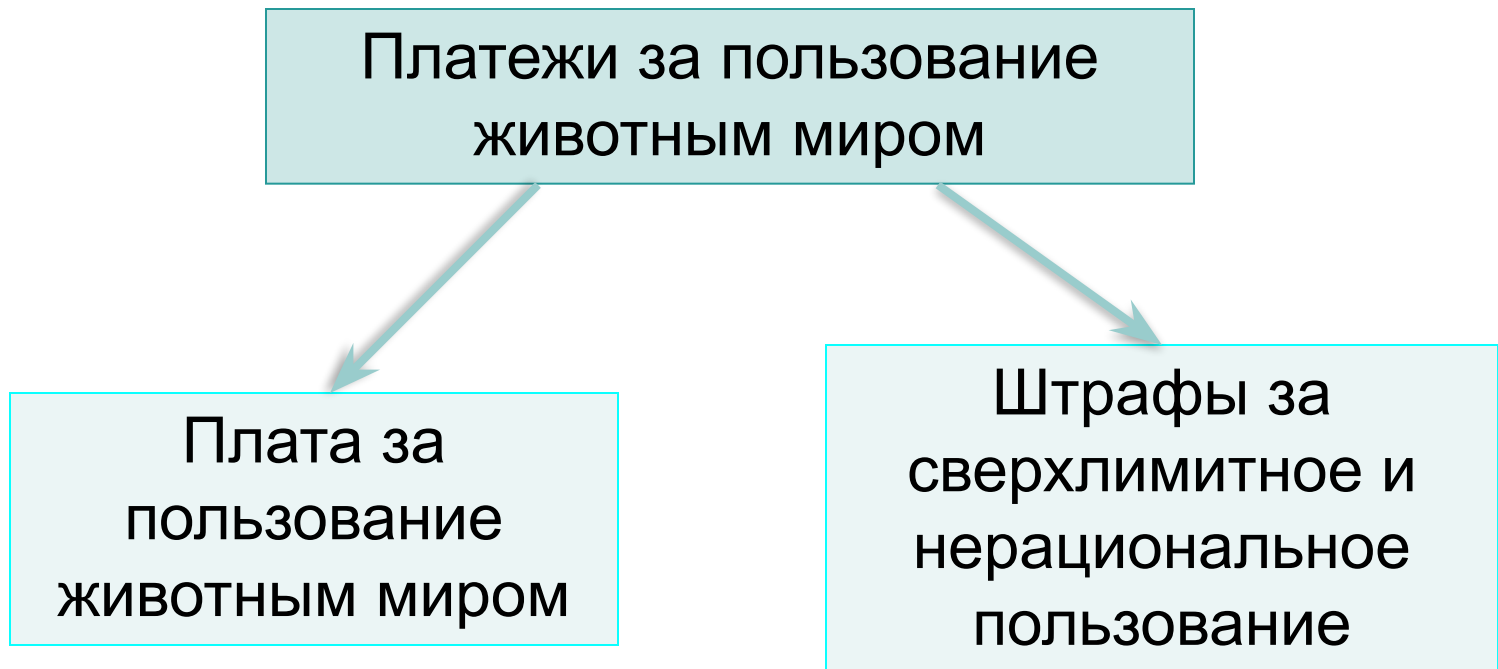 Платежи за пользование
животным миром
Плата за
пользование
животным миром
Штрафы за
сверхлимитное и
нерациональное
пользование